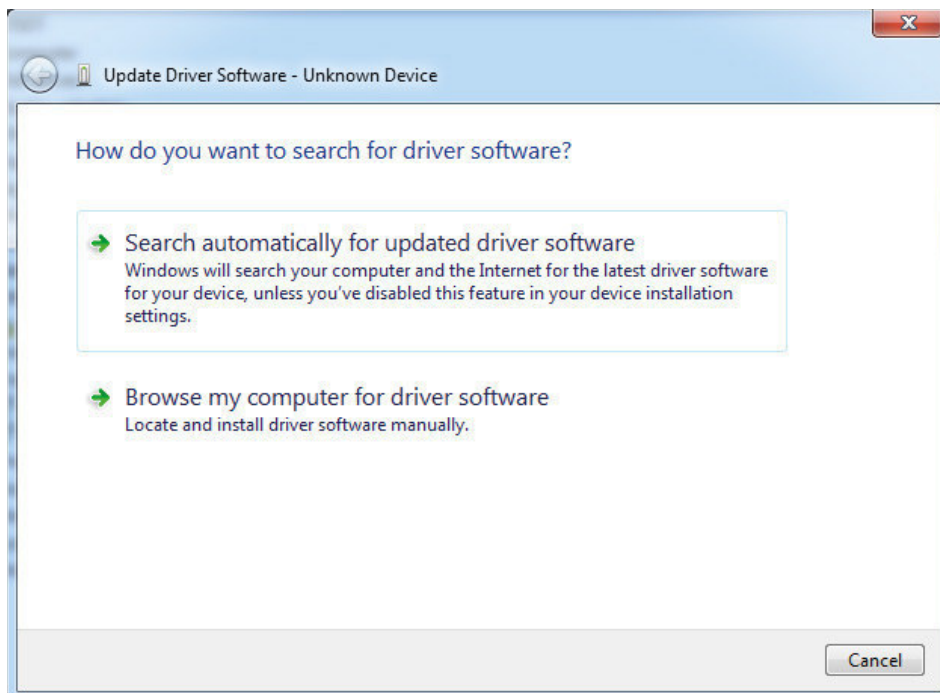 Update Driver Software - Unknown Device
How do you want to search for driver software?
Search automatically for updated driver software
Windows will search your computer and the Internet for the latest driver software
for your device, unless you've disabled this feature in your device installation
settings.
Browse my computer for driver software
Locate and install driver software manually.
Cancel